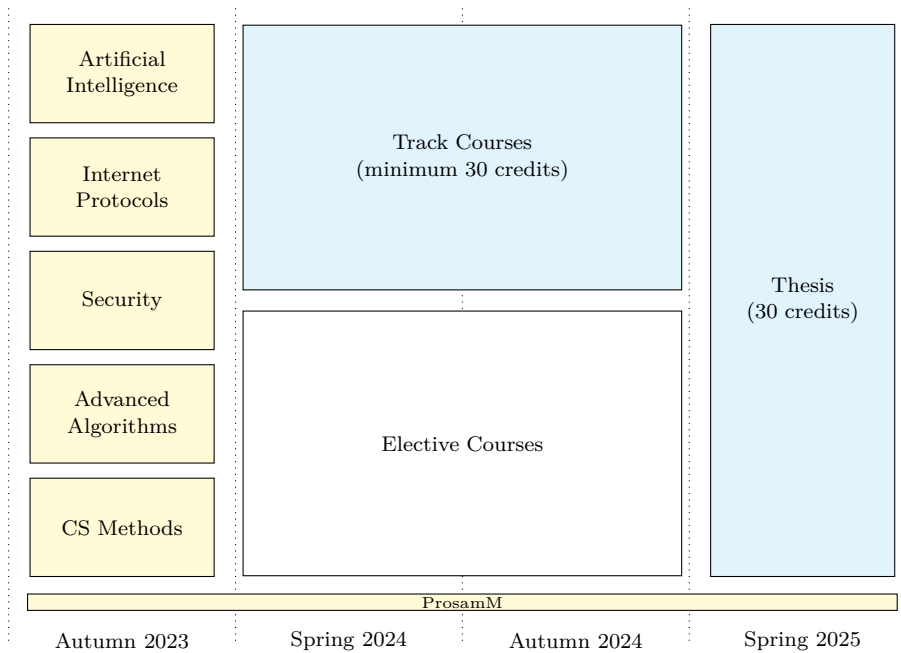 Artificial
Intelligence
Internet
Protocols
Security
Advanced
Algorithms
CS Methods
Track Courses
(minimum 30 credits)
Elective Courses
Thesis
(30 credits)
ProsamM
Autumn 2023
Spring 2024
Autumn 2024
Spring 2025